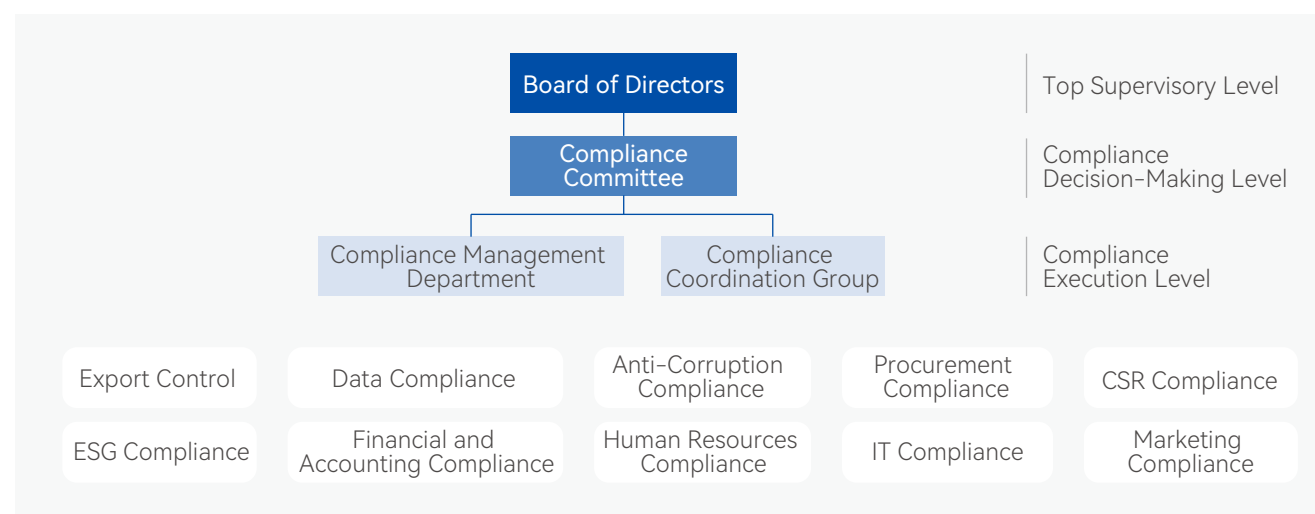 Board of Directors
Top Supervisory Level
Compliance
Committee
Compliance
Decision-Making Level
Compliance Management
Department
Compliance
Coordination Group
Compliance
Execution Level
Export Control
Data Compliance
Anti-Corruption
Compliance
Procurement
Compliance
CSR Compliance
ESG Compliance
Financial and
Accounting Compliance
Human Resources
Compliance
IT Compliance
Marketing
Compliance